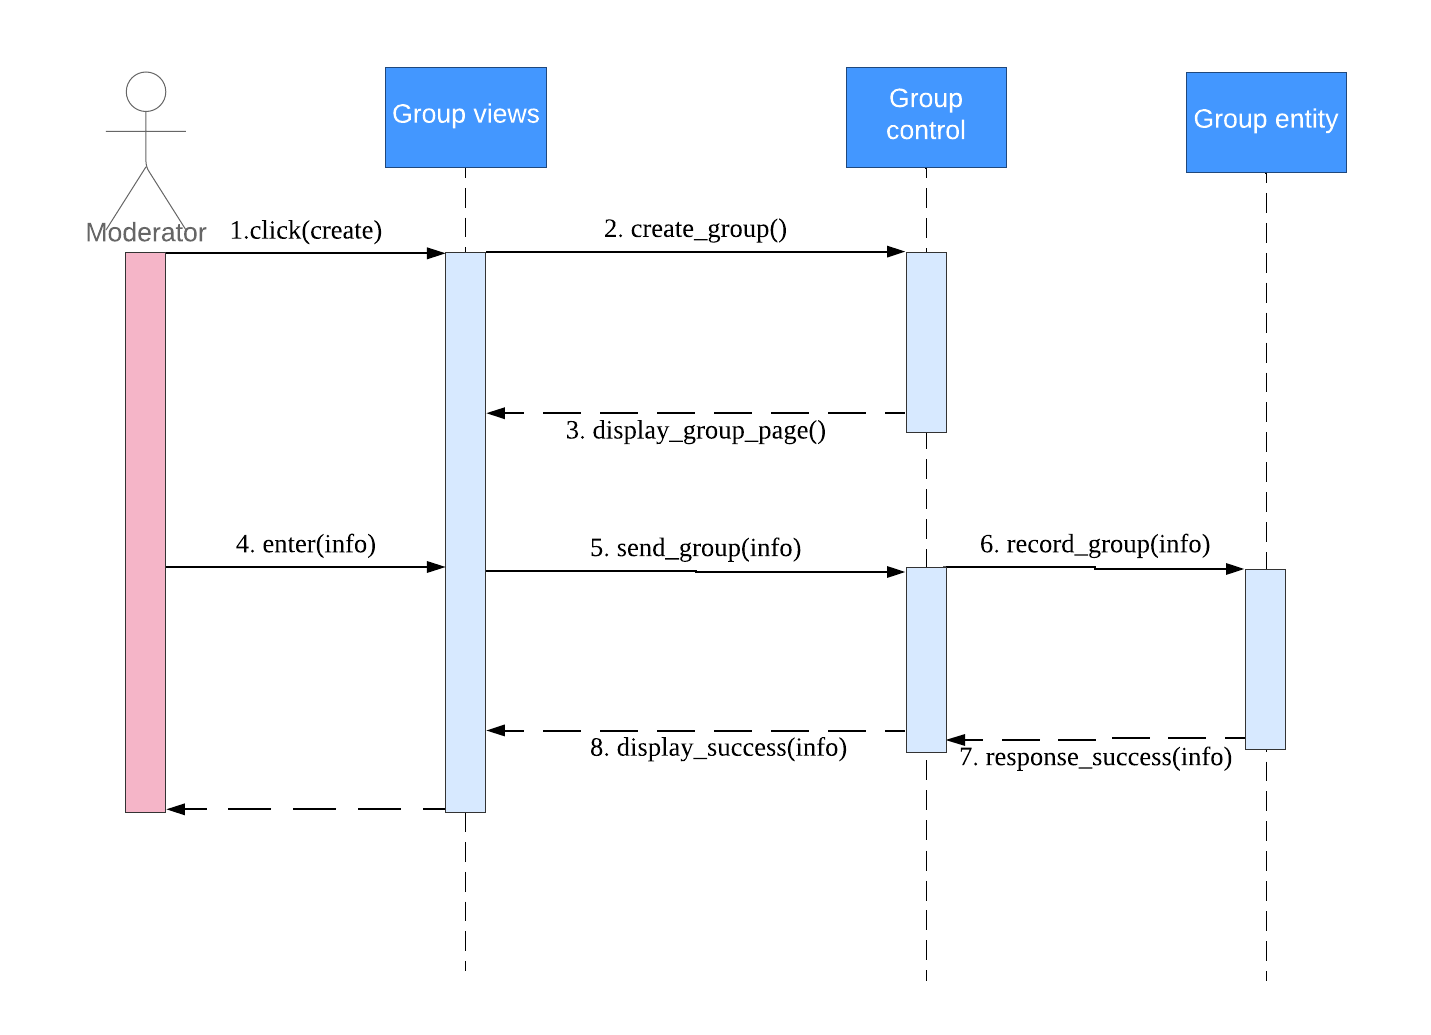 Group views
Group
control
Group entity
Moderator
1.click(create)
2. create_group()
3. display_group_page()
4. enter(info)
5. send_group(info)
6. record_group(info)
7. response_success(info)
8. display_success(info)